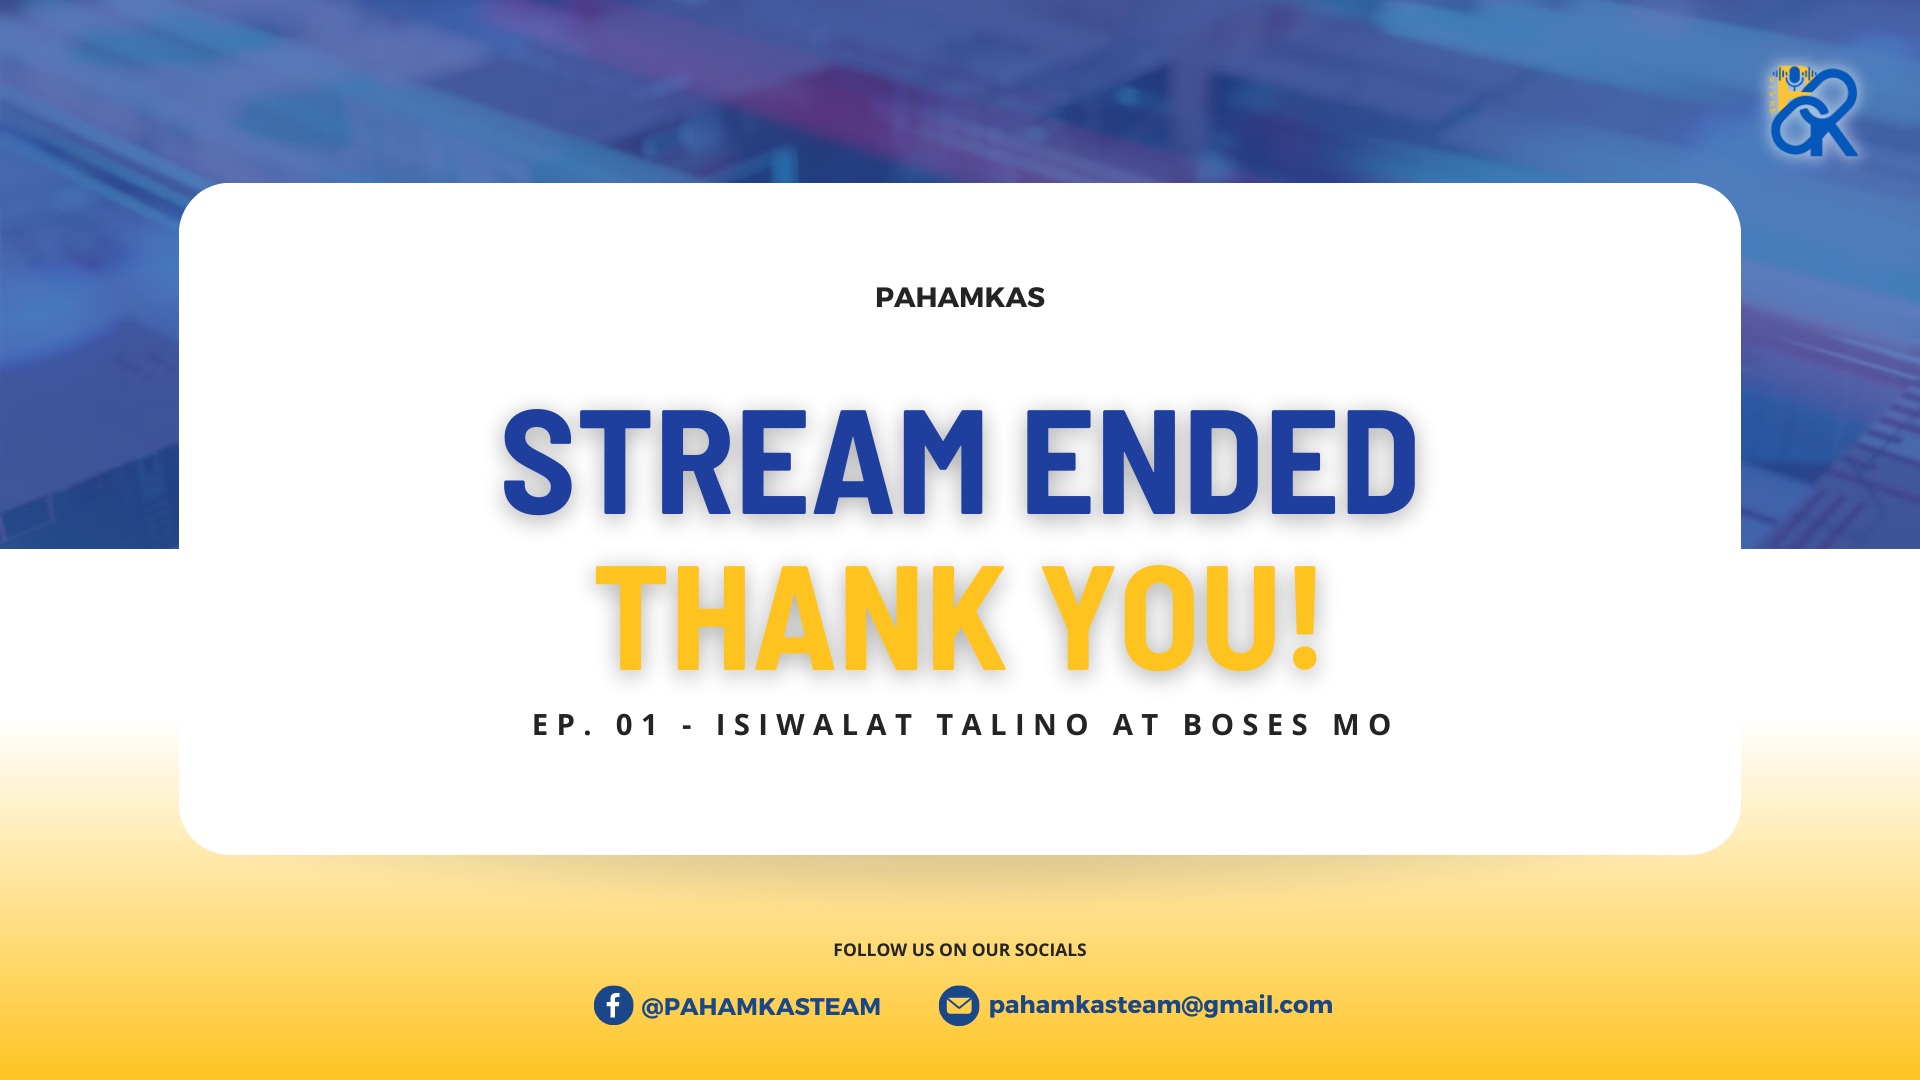 PAHAMKAS
STREAM ENDED
THANK YOU!
EP. 01 - ISIWALAT TALINO AT BOSES MO
FOLLOW US ON OUR SOCIALS
@PAHAMKASTEAM
pahamkasteam@gmail.com